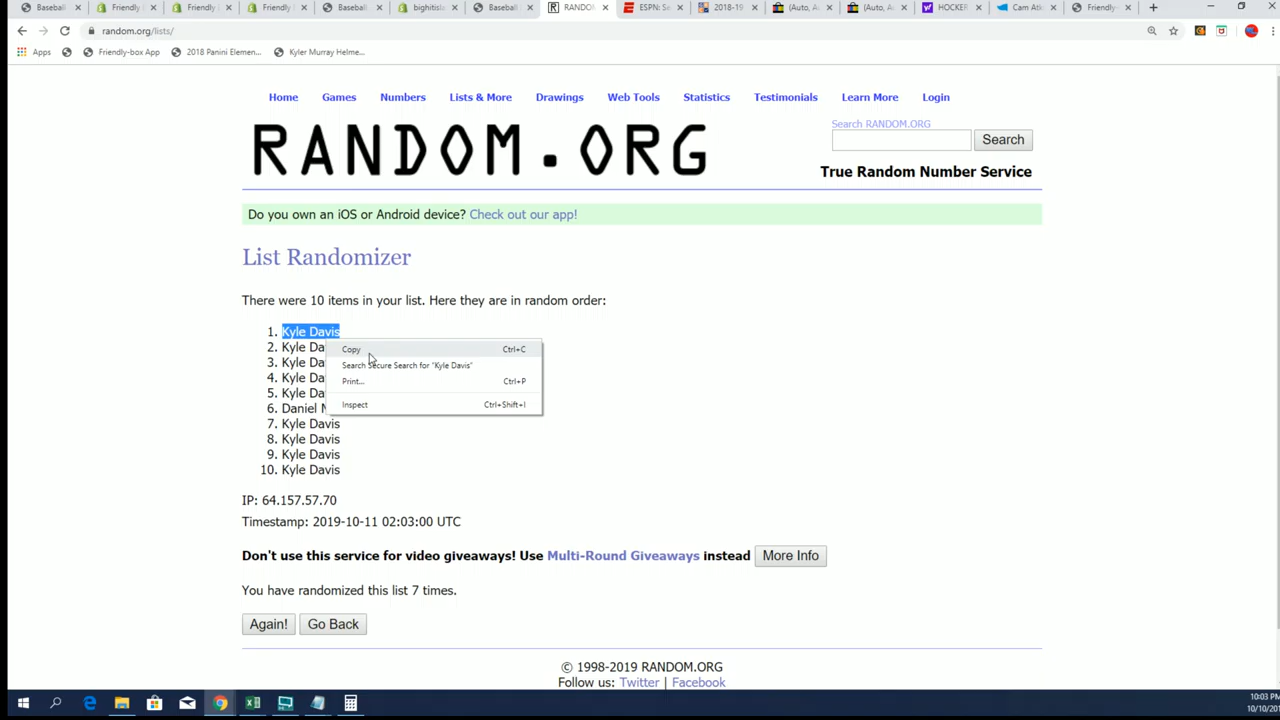 Baseball
Friendly
Friendly
Friendly
Baseball
bighitisl
Baseball
RANDO
ESPN: Se
2018-19
(Auto, A
(Auto, A
HOCKER
Cam Atk
Friendly-
random.org/lists/
Apps
Friendly-box App
2018 Panini Elemen...
Kyler Murray Helme...
Home Games Numbers Lists & More Drawings Web Tools Statistics Testimonials Learn More Login
RANDOM.ORG
Search RANDOM.ORG
Search
True Random Number Service
Do you own an iOS or Android device? Check out our app!
List Randomizer
There were 10 items in your list. Here they are in random order:
1. Kyle Davis
2. Kyle Da
3. Kyle Da
4. Kyle Da
5. Kyle Da
6. Daniel
7. Kyle Davis
8. Kyle Davis
9. Kyle Davis
10. Kyle Davis
Copy Ctrl+C
Search Secure Search for "Kyle Davis"
Print... Ctrl+P
Inspect Ctrl+Shift+I
IP: 64.157.57.70
Timestamp: 2019-10-11 02:03:00 UTC
Don't use this service for video giveaways! Use Multi-Round Giveaways instead More Info
You have randomized this list 7 times.
Again! Go Back
© 1998-2019 RANDOM.ORG
Follow us: Twitter | Facebook
10:03 PM
10/10/20